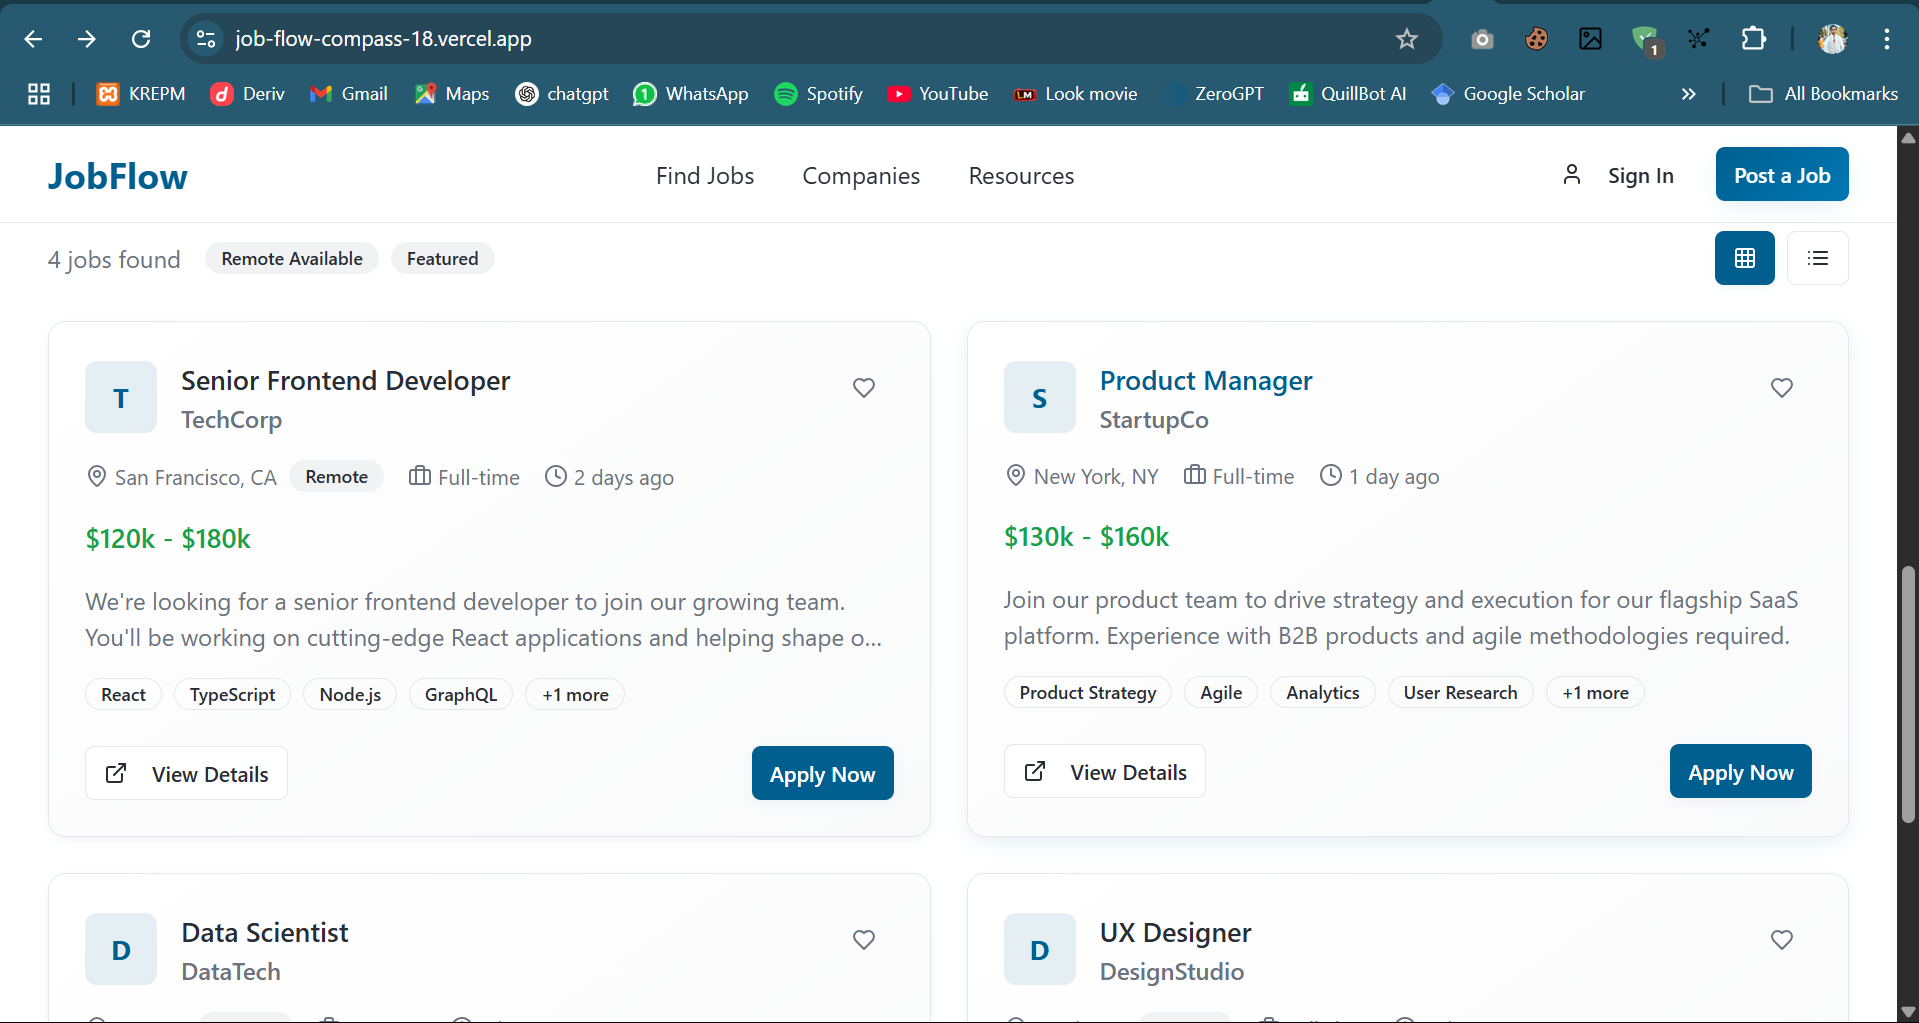 job-flow-compass-18.vercel.app
1
KREPM Deriv Gmail Maps chatgpt WhatsApp Spotify YouTube LM Look movie ZeroGPT QuillBot AI Google Scholar All Bookmarks
JobFlow Find Jobs Companies Resources Sign In Post a Job
4 jobs found Remote Available Featured
T
Senior Frontend Developer
TechCorp
San Francisco, CA Remote Full-time 2 days ago
$120k - $180k
We're looking for a senior frontend developer to join our growing team.
You'll be working on cutting-edge React applications and helping shape o...
React TypeScript Node.js GraphQL +1 more
View Details Apply Now
S
Product Manager
StartupCo
New York, NY Full-time 1 day ago
$130k - $160k
Join our product team to drive strategy and execution for our flagship SaaS
platform. Experience with B2B products and agile methodologies required.
Product Strategy Agile Analytics User Research +1 more
View Details Apply Now
D
Data Scientist
DataTech
D
UX Designer
DesignStudio